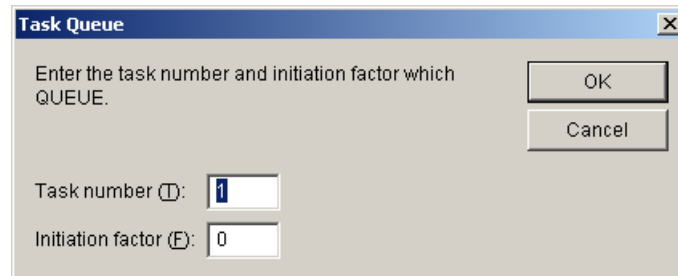 Task Queue
Enter the task number and initiation factor which
QUEUE.
OK
Cancel
Task number (T): 1
Initiation factor (F): 0